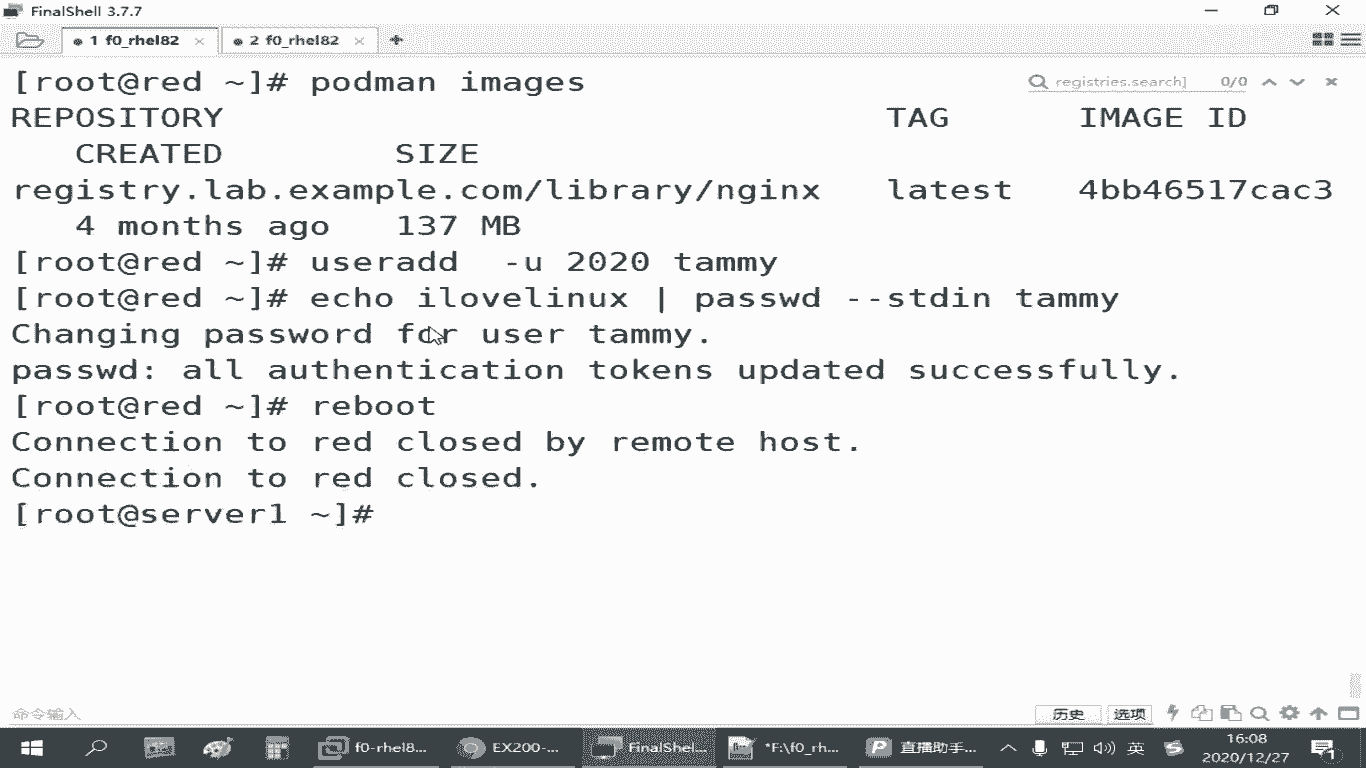 FinalShell 3.7.7
1 f0_rhel82
2 f0_rhel82
[root@red ~]# podman images
registries.search]
0/0
REPOSITORY TAG IMAGE ID
CREATED SIZE
registry.lab.example.com/library/nginx latest 4bb46517cac3
4 months ago 137 MB
[root@red ~]# useradd  -u 2020 tammy
[root@red ~]# echo ilovelinux | passwd --stdin tammy
Changing password for user tammy.
passwd: all authentication tokens updated successfully.
[root@red ~]# reboot
Connection to red closed by remote host.
Connection to red closed.
[root@server1 ~]#
命令输入
历史
选项
f0-rhel8...
EX200-...
FinalShel...
*F:\f0_rh...
直播助手...
英
16:08
2020/12/27
1